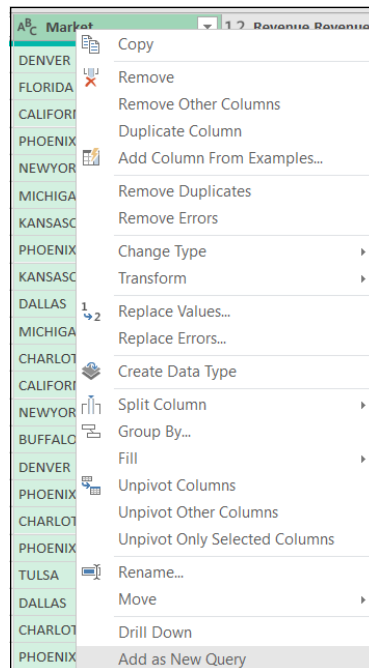 ABC Market 1.2 Revenue Revenue
Copy
DENVER
FLORIDA Remove
CALIFORN Remove Other Columns
PHOENIX Duplicate Column
NEWYOR Add Column From Examples...
MICHIGA Remove Duplicates
KANSASC Remove Errors
PHOENIX Change Type
KANSASC Transform
DALLAS Replace Values...
MICHIGA Replace Errors...
CHARLOT Create Data Type
CALIFORN
NEWYOR Split Column
BUFFALO Group By...
DENVER Fill
PHOENIX Unpivot Columns
CHARLOT Unpivot Other Columns
PHOENIX Unpivot Only Selected Columns
TULSA Rename...
DALLAS Move
CHARLOT Drill Down
PHOENIX Add as New Query